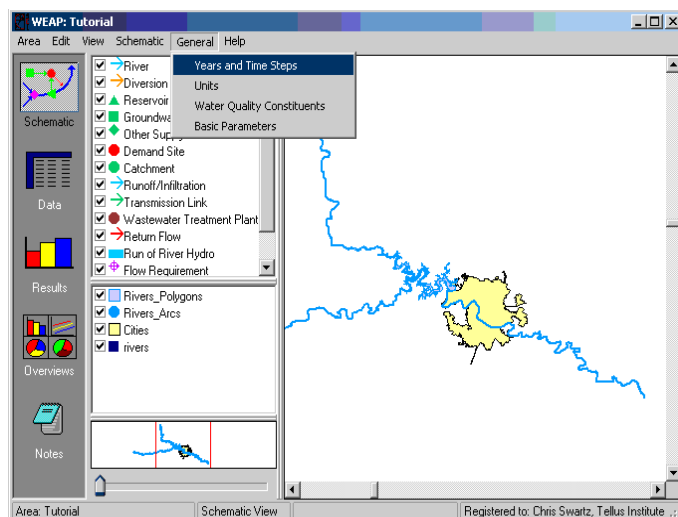 WEAP: Tutorial
Area Edit View Schematic General Help
Years and Time Steps
Units
Water Quality Constituents
Basic Parameters
Schematic
Data
Results
Overviews
Notes
River
Diversion
Reservoir
Groundwa
Other Supply
Demand Site
Catchment
Runoff/Infiltration
Transmission Link
Wastewater Treatment Plant
Return Flow
Run of River Hydro
Flow Requirement
Rivers_Polygons
Rivers_Arcs
Cities
rivers
Area: Tutorial
Schematic View
Registered to: Chris Swartz, Tellus Institute